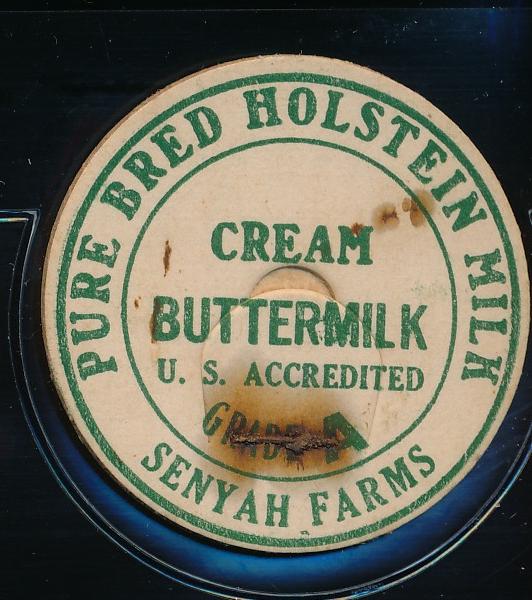 PURE BRED HOLSTEIN MILK
CREAM
BUTTERMILK
U. S. ACCREDITED
GRADE A
SENYAH FARMS